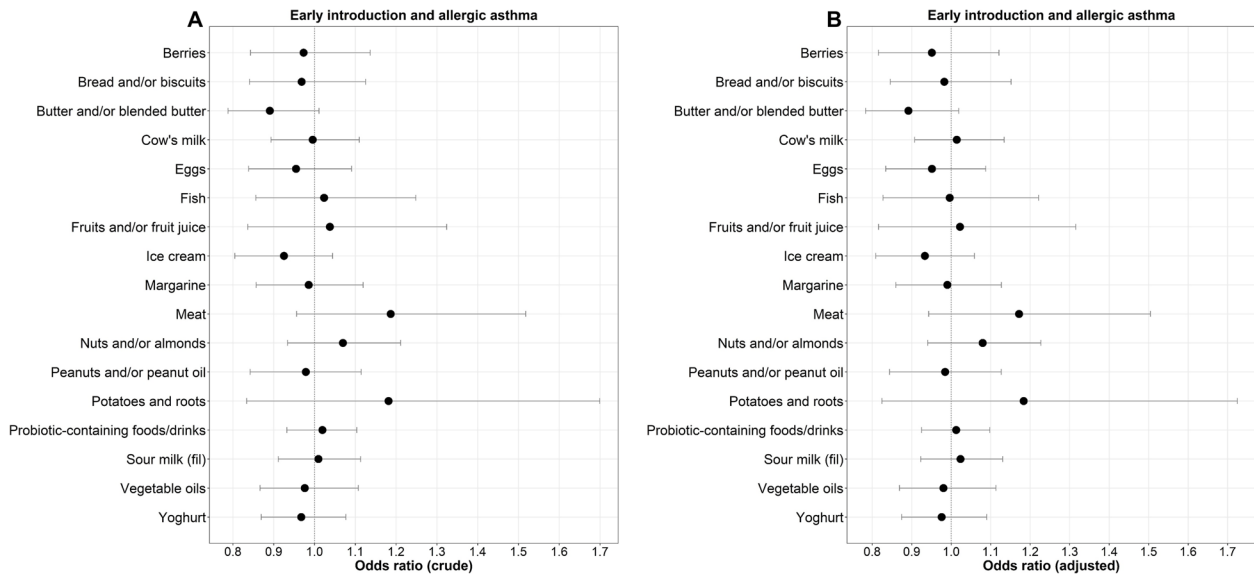 A
Early introduction and allergic asthma
Berries
Bread and/or biscuits
Butter and/or blended butter
Cow's milk
Eggs
Fish
Fruits and/or fruit juice
Ice cream
Margarine
Meat
Nuts and/or almonds
Peanuts and/or peanut oil
Potatoes and roots
Probiotic-containing foods/drinks
Sour milk (fil)
Vegetable oils
Yoghurt
0.8 0.9 1.0 1.1 1.2 1.3 1.4 1.5 1.6 1.7
Odds ratio (crude)
B
Early introduction and allergic asthma
Berries
Bread and/or biscuits
Butter and/or blended butter
Cow's milk
Eggs
Fish
Fruits and/or fruit juice
Ice cream
Margarine
Meat
Nuts and/or almonds
Peanuts and/or peanut oil
Potatoes and roots
Probiotic-containing foods/drinks
Sour milk (fil)
Vegetable oils
Yoghurt
0.8 0.9 1.0 1.1 1.2 1.3 1.4 1.5 1.6 1.7
Odds ratio (adjusted)